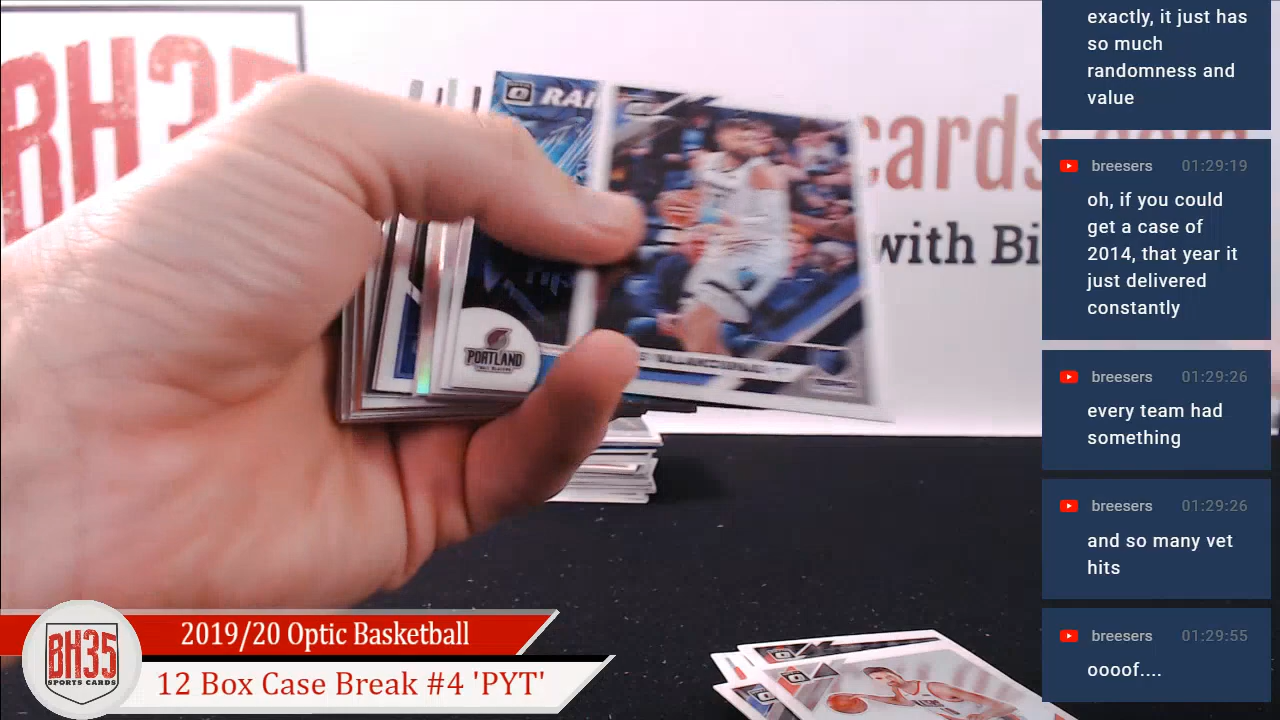 BH35
cards.com
with Bi
RAI
PORTLAND
exactly, it just has
so much
randomness and
value
breesers 01:29:19
oh, if you could
get a case of
2014, that year it
just delivered
constantly
breesers 01:29:26
every team had
something
breesers 01:29:26
and so many vet
hits
breesers 01:29:55
oooof....
BH35
SPORTS CARDS
2019/20 Optic Basketball
12 Box Case Break #4 'PYT'